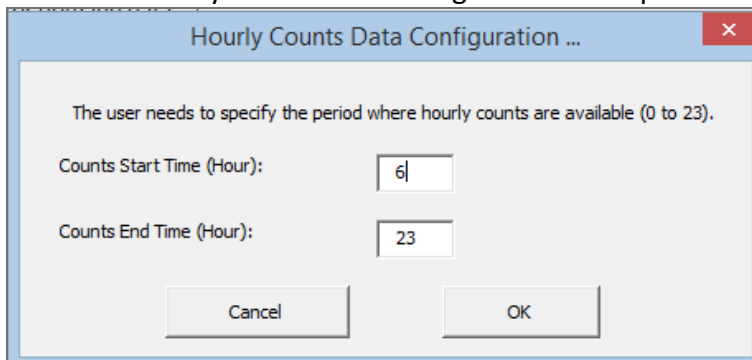 Hourly Counts Data Configuration ...
The user needs to specify the period where hourly counts are available (0 to 23).
Counts Start Time (Hour):
6
Counts End Time (Hour):
23
Cancel OK